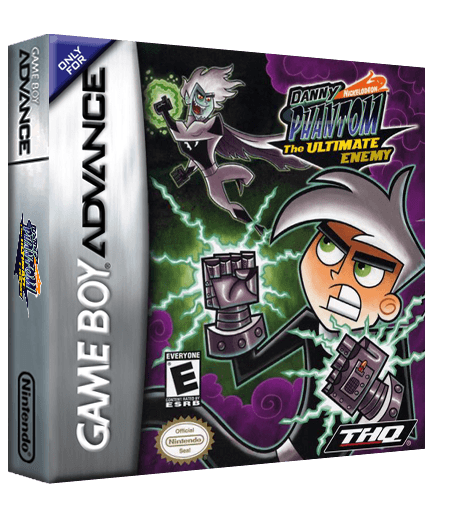 GAME BOY
ADVANCE
Nintendo
ONLY
FOR
GAME BOY ADVANCE
NICKELODEON
DANNY
PHANTOM
The ULTIMATE
ENEMY
EVERYONE
E
CONTENT RATED BY
ESRB
Official
Nintendo
Seal
THQ